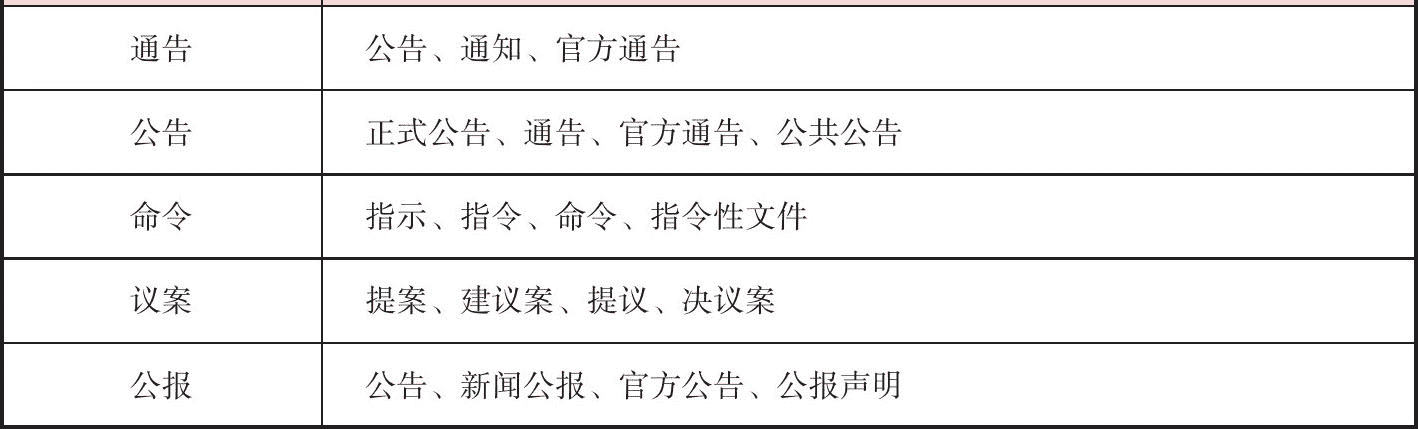 通告 公告、通知、官方通告
公告 正式公告、通告、官方通告、公共公告
命令 指示、指令、命令、指令性文件
议案 提案、建议案、提议、决议案
公报 公告、新闻公报、官方公告、公报声明